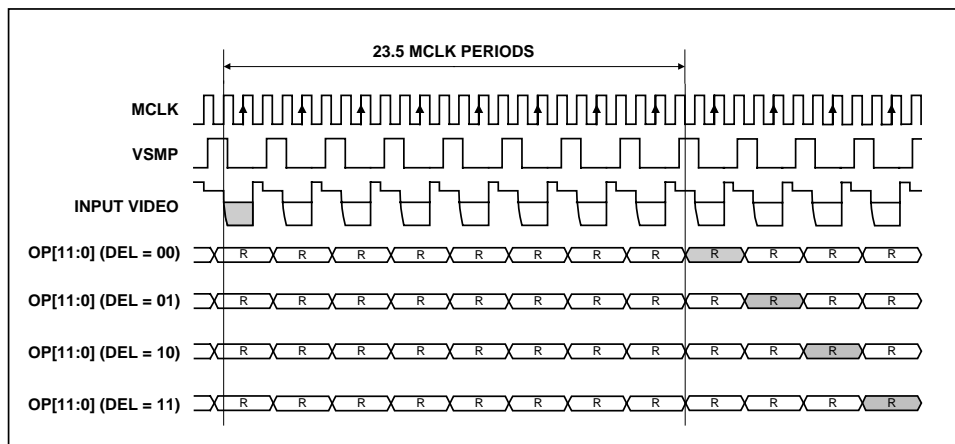 23.5 MCLK PERIODS
MCLK
VSMP
INPUT VIDEO
OP[11:0] (DEL = 00) R R R R R R R R R R R R
OP[11:0] (DEL = 01) R R R R R R R R R R R R
OP[11:0] (DEL = 10) R R R R R R R R R R R R
OP[11:0] (DEL = 11) R R R R R R R R R R R R